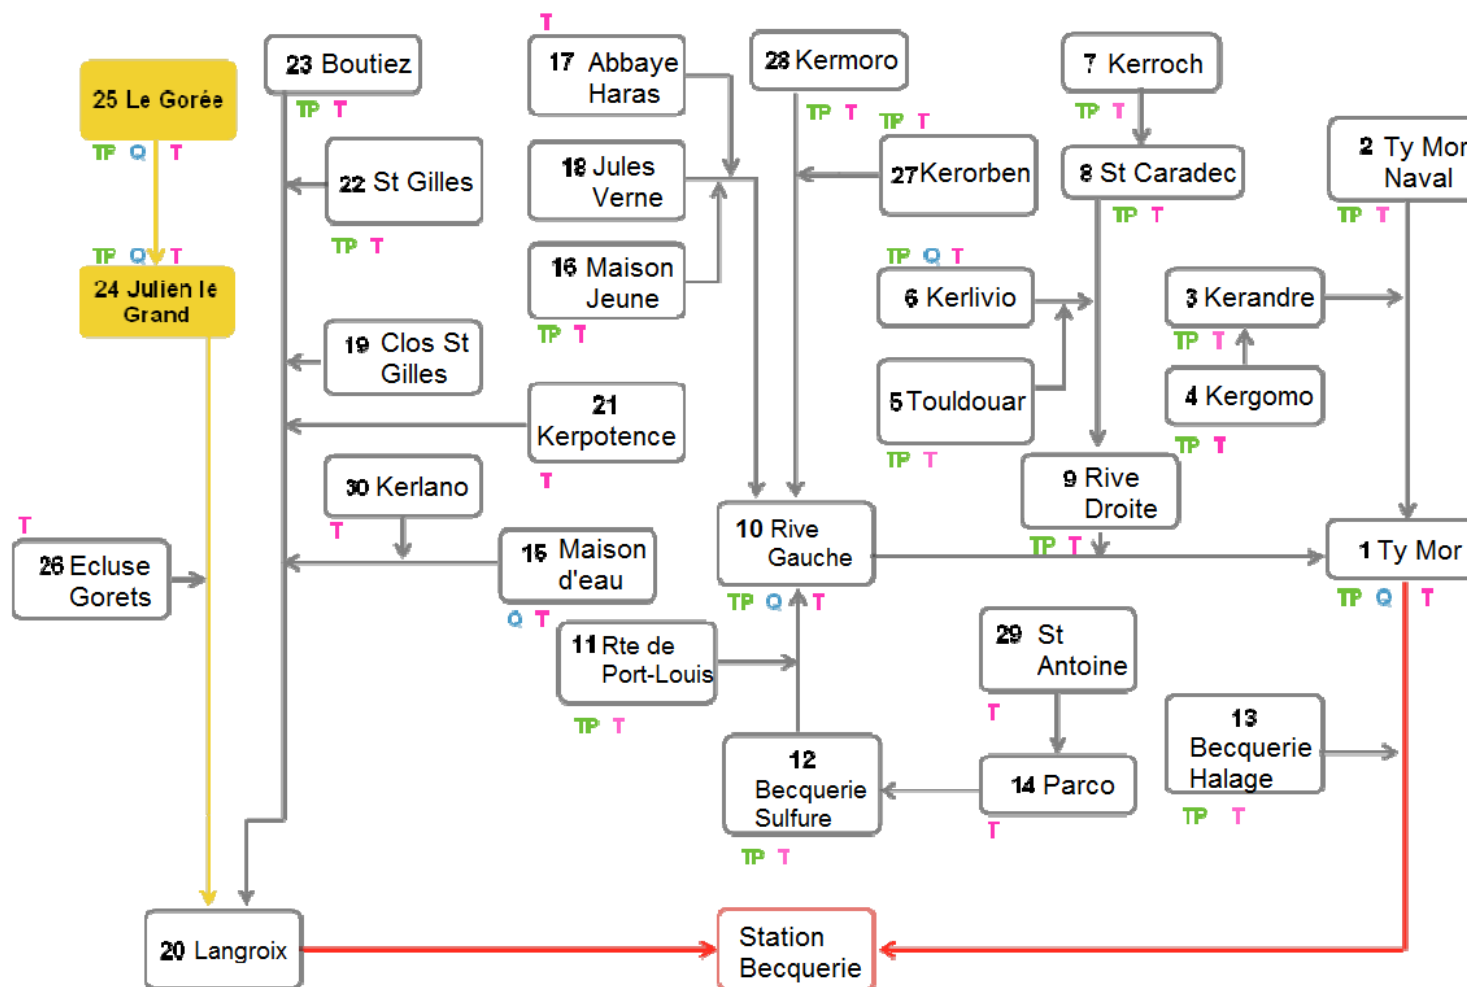 T
23 Boutiez
17 Abbaye
Haras
28 Kermoro
7 Kerroch
25 Le Gorée
TP T
TP T
TP T
TP T
2 Ty Mor
Naval
TP Q T
22 St Gilles
18 Jules
Verne
27 Kerorben
8 St Caradec
TP T
TP T
TP T
TP Q T
16 Maison
Jeune
TP Q T
24 Julien le
Grand
6 Kerlivio
3 Kerandre
TP T
TP T
19 Clos St
Gilles
21
Kerpotence
5 Touldouar
4 Kergomo
TP T
TP T
T
30 Kerlano
9 Rive
Droite
T
T
10 Rive
Gauche
15 Maison
d'eau
1 Ty Mor
TP T
26 Ecluse
Gorets
Q T
TP Q T
TP Q T
11 Rte de
Port-Louis
29 St
Antoine
TP T
T
13
Becquerie
Halage
12
Becquerie
Sulfure
14 Parco
TP T
T
TP T
20 Langroix
Station
Becquerie